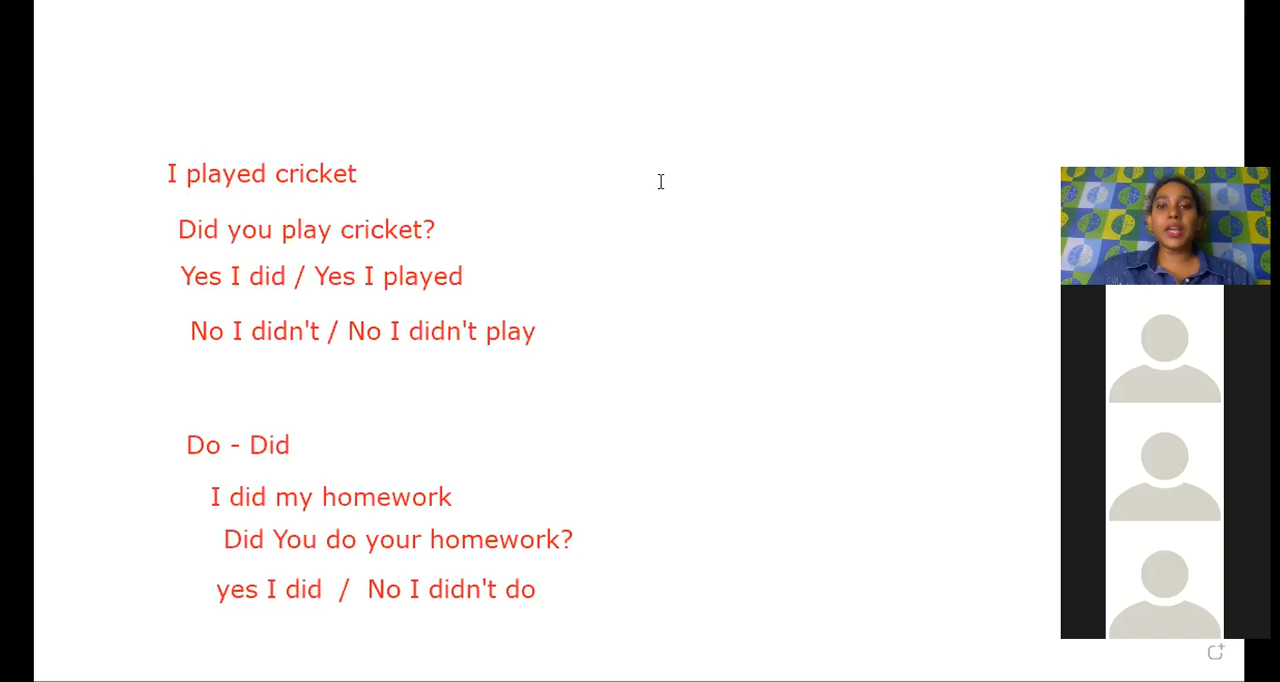 I played cricket
Did you play cricket?
Yes I did / Yes I played
No I didn't / No I didn't play
Do - Did
I did my homework
Did You do your homework?
yes I did / No I didn't do